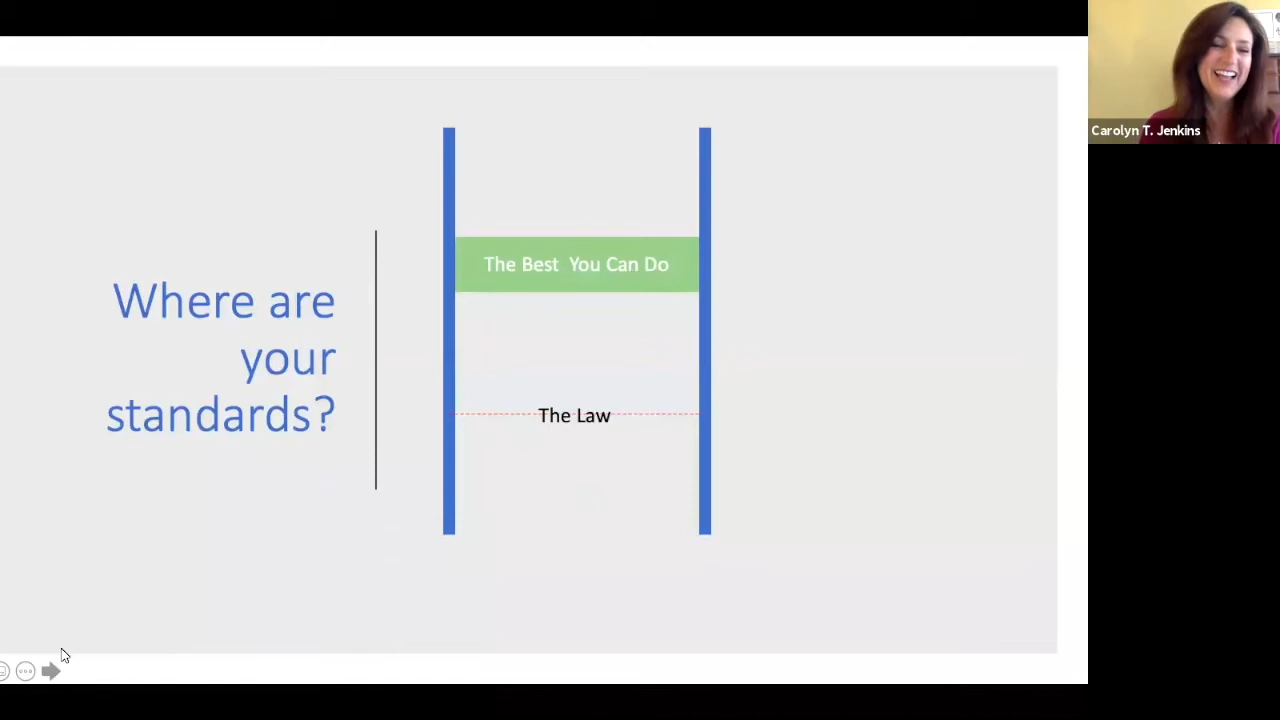 Where are
your
standards?
The Best  You Can Do
The Law
Carolyn T. Jenkins